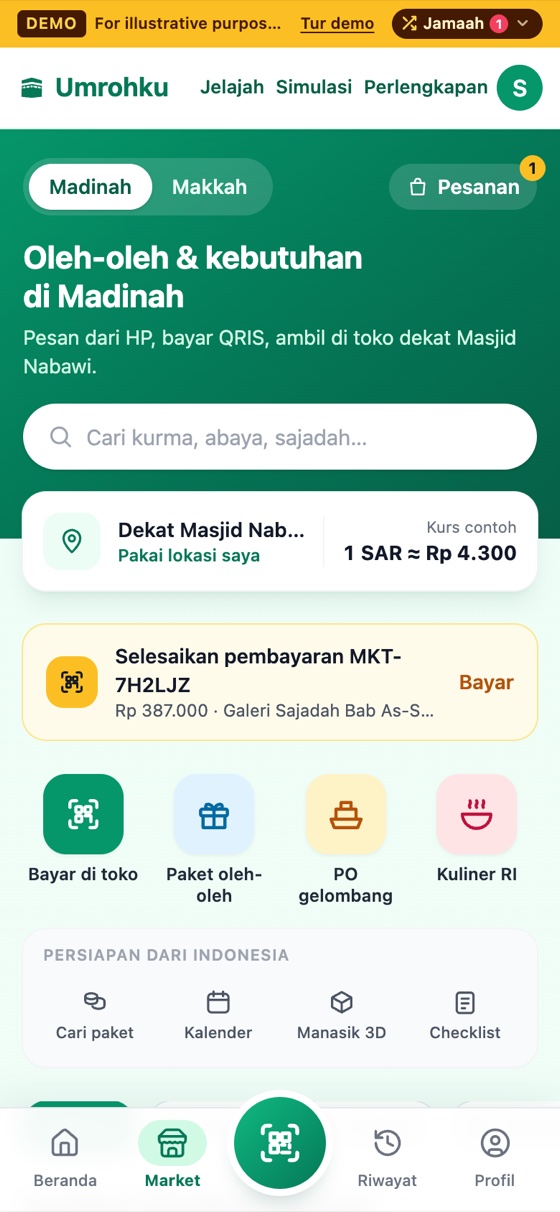 DEMO For illustrative purpos... Tur demo Jamaah 1
Umrohku Jelajah Simulasi Perlengkapan S
Madinah Makkah Pesanan 1
Oleh-oleh & kebutuhan
di Madinah
Pesan dari HP, bayar QRIS, ambil di toko dekat Masjid
Nabawi.
Cari kurma, abaya, sajadah...
Dekat Masjid Nab... Kurs contoh
Pakai lokasi saya 1 SAR ≈ Rp 4.300
Selesaikan pembayaran MKT-
7H2LJZ Bayar
Rp 387.000 · Galeri Sajadah Bab As-S...
Bayar di toko Paket oleh- PO Kuliner RI
oleh gelombang
PERSIAPAN DARI INDONESIA
Cari paket Kalender Manasik 3D Checklist
Beranda Market Riwayat Profil